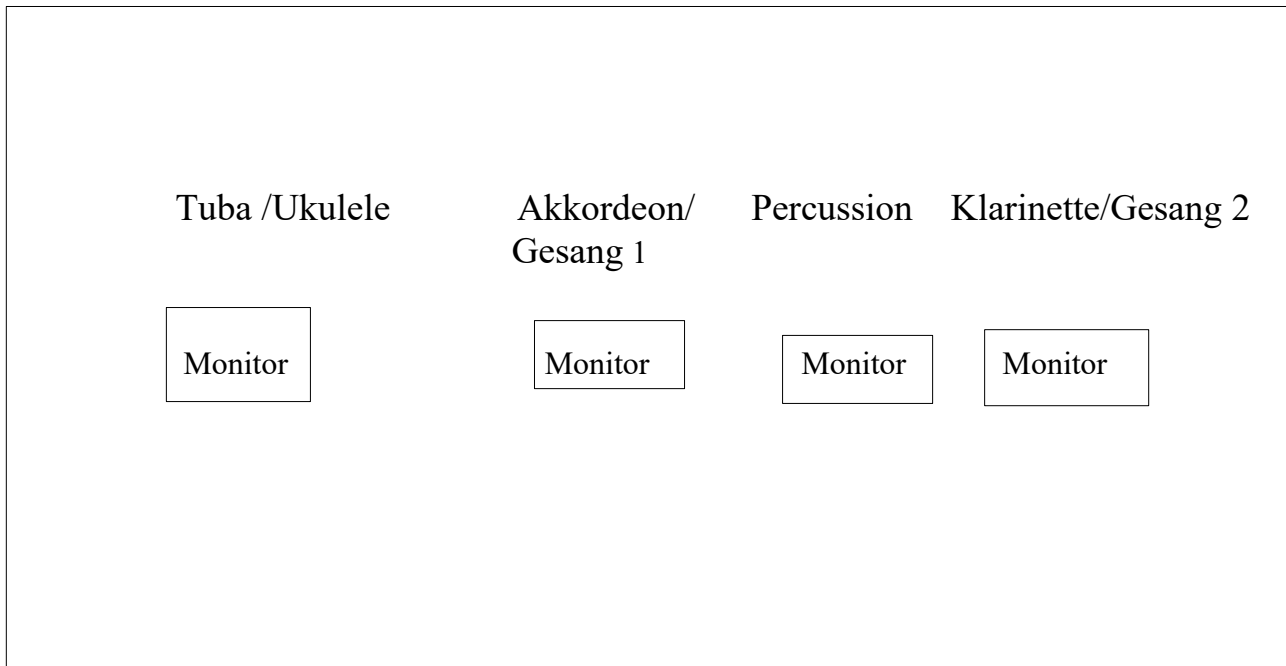 Tuba /Ukulele
Akkordeon/
Gesang 1
Percussion
Klarinette/Gesang 2
Monitor
Monitor
Monitor
Monitor